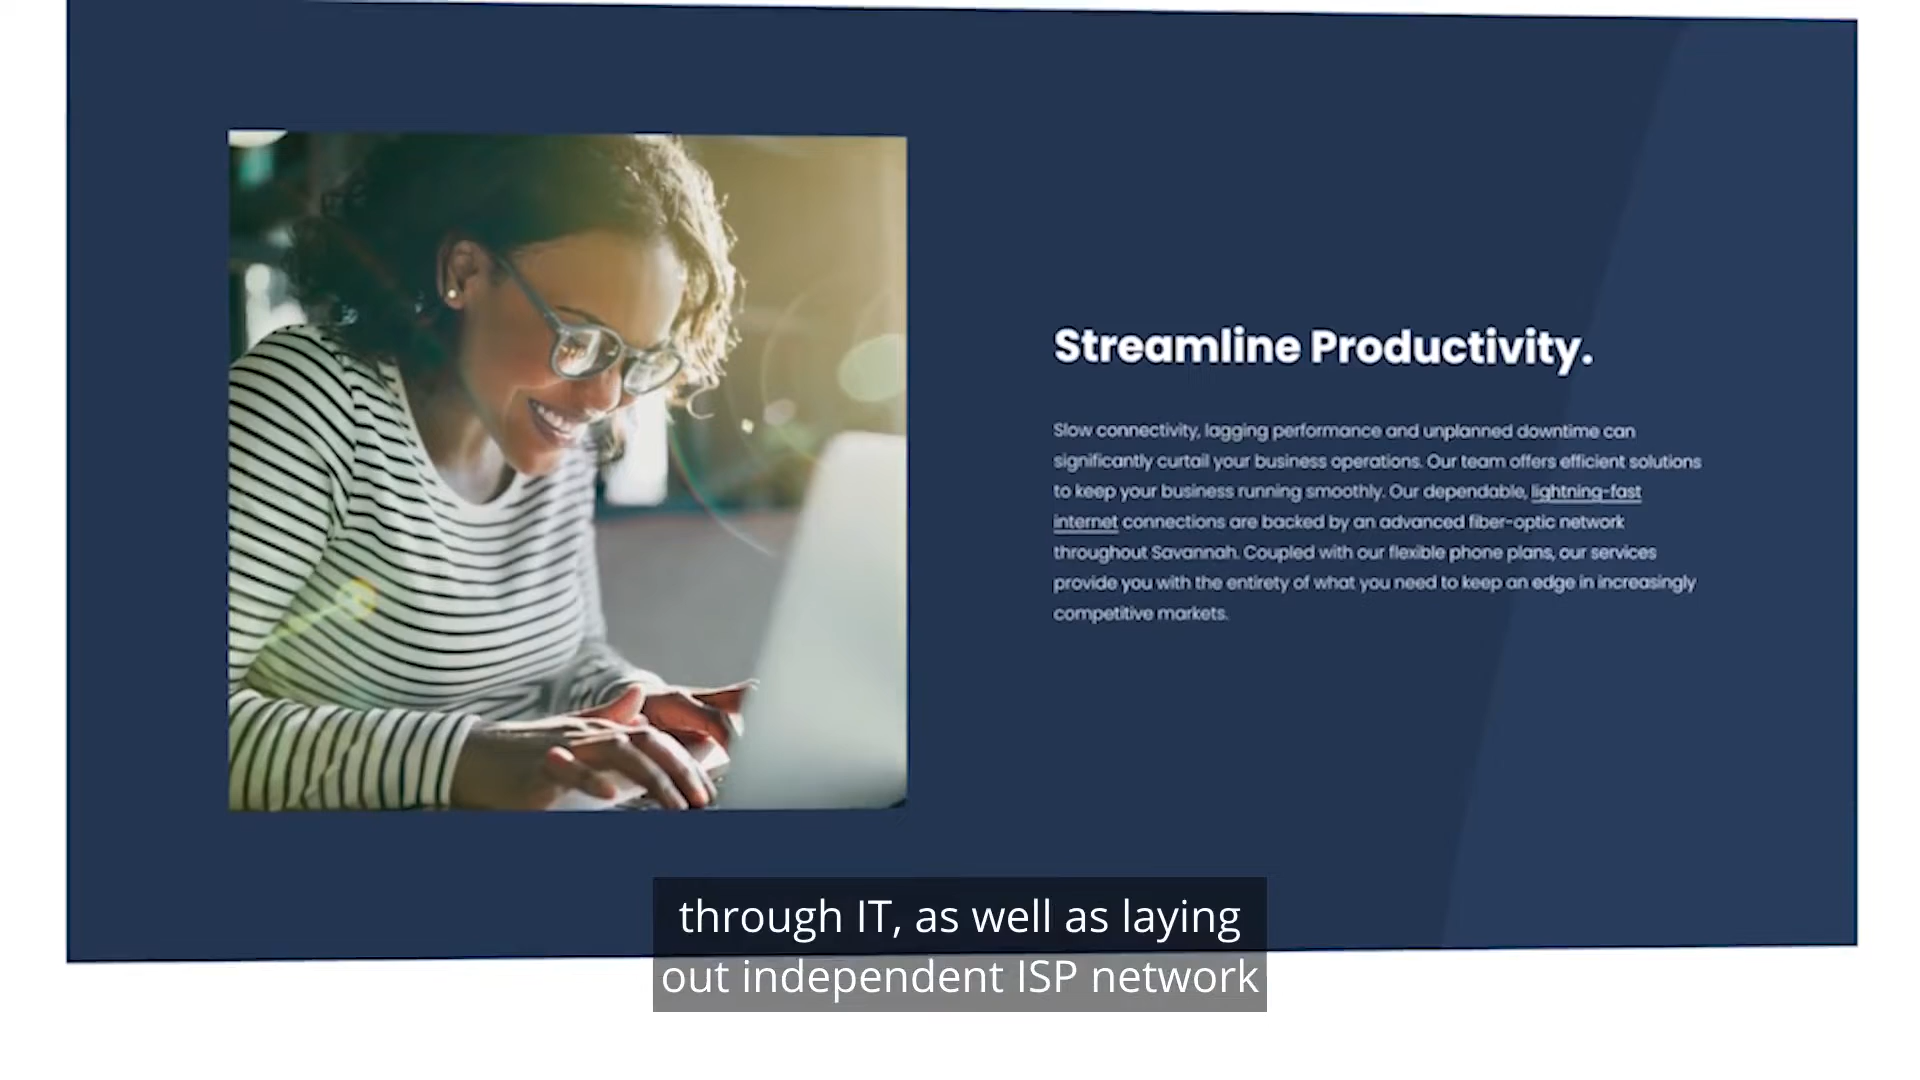 Streamline Productivity.
Slow connectivity, lagging performance and unplanned downtime can
significantly curtail your business operations. Our team offers efficient solutions
to keep your business running smoothly. Our dependable, lightning-fast
internet connections are backed by an advanced fiber-optic network
throughout Savannah. Coupled with our flexible phone plans, our services
provide you with the entirety of what you need to keep an edge in increasingly
competitive markets.
through IT, as well as laying
out independent ISP network